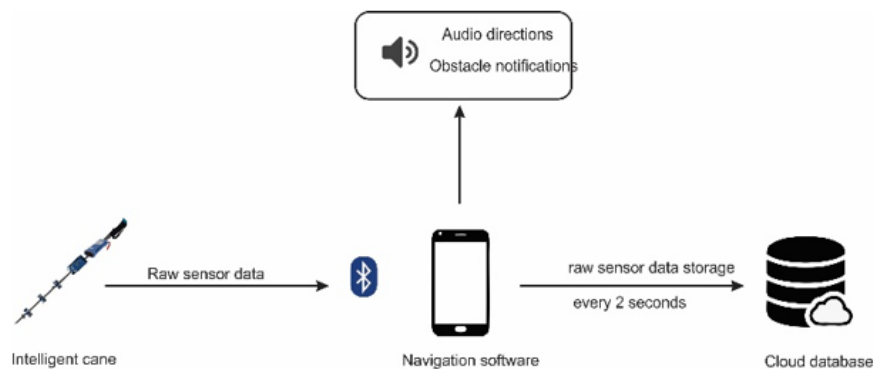 Audio directions
Obstacle notifications
Raw sensor data
raw sensor data storage
every 2 seconds
Intelligent cane
Navigation software
Cloud database